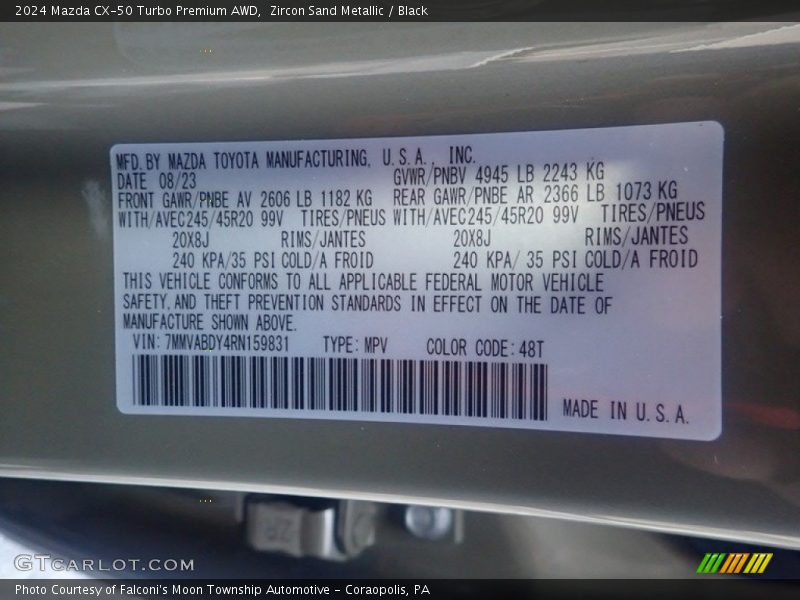 2024 Mazda CX-50 Turbo Premium AWD,  Zircon Sand Metallic / Black
MFD. BY MAZDA TOYOTA MANUFACTURING, U.S.A., INC.
DATE 08/23 GVWR/PNBV 4945 LB 2243 KG
FRONT GAWR/PNBE AV 2606 LB 1182 KG REAR GAWR/PNBE AR 2366 LB 1073 KG
WITH/AVEC245/45R20 99V TIRES/PNEUS WITH/AVEC245/45R20 99V TIRES/PNEUS
20X8J RIMS/JANTES 20X8J RIMS/JANTES
240 KPA/35 PSI COLD/A FROID 240 KPA/ 35 PSI COLD/A FROID
THIS VEHICLE CONFORMS TO ALL APPLICABLE FEDERAL MOTOR VEHICLE
SAFETY, AND THEFT PREVENTION STANDARDS IN EFFECT ON THE DATE OF
MANUFACTURE SHOWN ABOVE.
VIN: 7MMVABDY4RN159831 TYPE: MPV COLOR CODE: 48T
MADE IN U.S.A.
GTCARLOT.COM
Photo Courtesy of Falconi's Moon Township Automotive - Coraopolis, PA